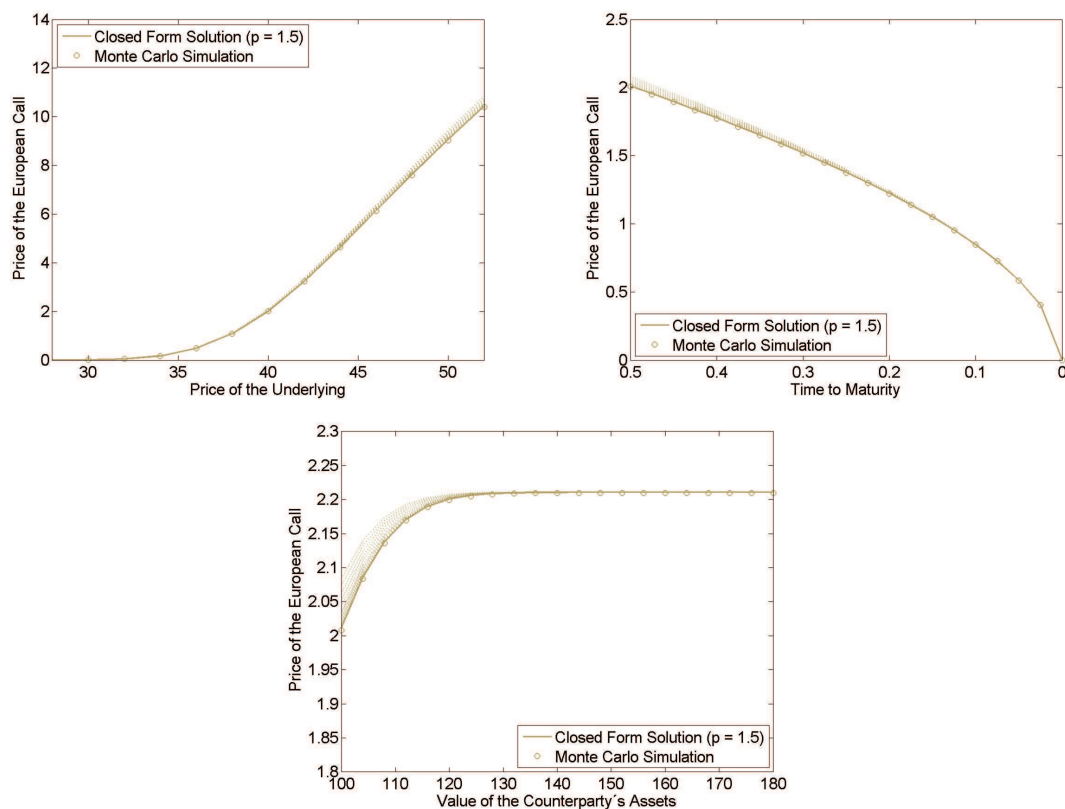 14
12
10
8
6
4
2
0
Price of the European Call
Closed Form Solution (p = 1.5)
Monte Carlo Simulation
30 35 40 45 50
Price of the Underlying
2.5
2
1.5
1
0.5
0
Price of the European Call
Closed Form Solution (p = 1.5)
Monte Carlo Simulation
0.5 0.4 0.3 0.2 0.1 0
Time to Maturity
2.3
2.25
2.2
2.15
2.1
2.05
2
1.95
1.9
1.85
1.8
Price of the European Call
Closed Form Solution (p = 1.5)
Monte Carlo Simulation
100 110 120 130 140 150 160 170 180
Value of the Counterparty´s Assets